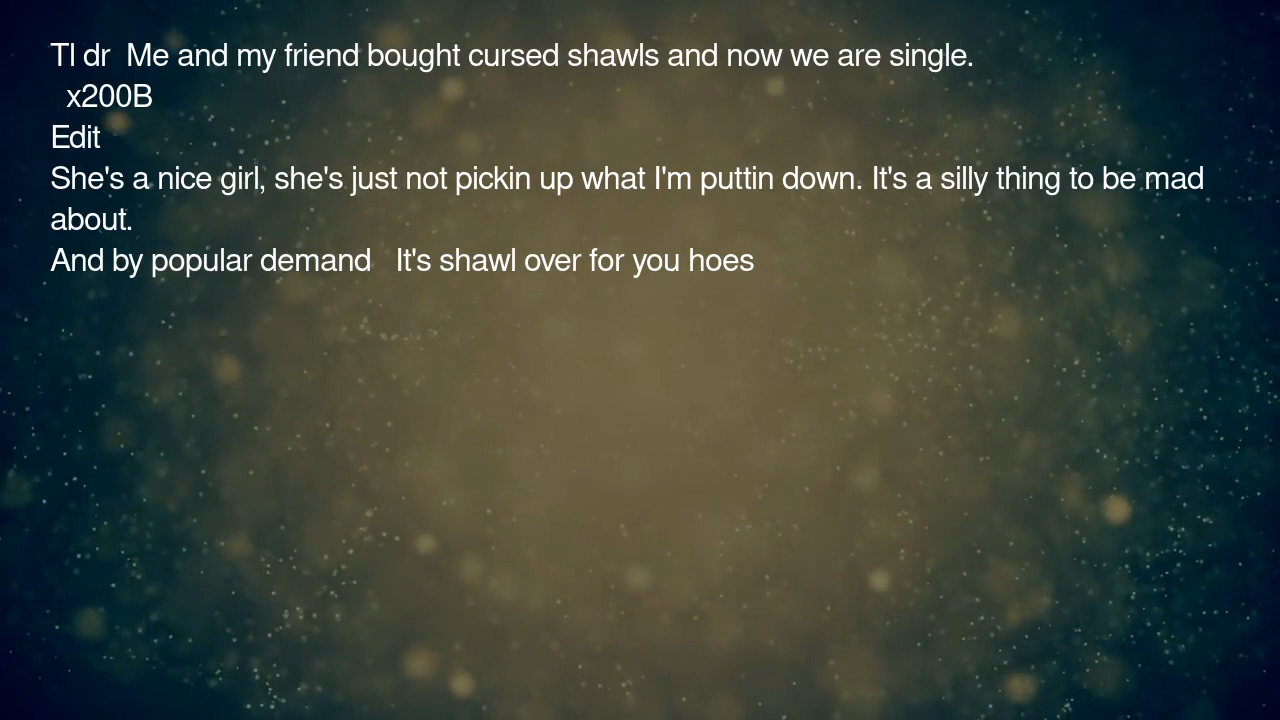 Tl dr  Me and my friend bought cursed shawls and now we are single.
x200B
Edit
She's a nice girl, she's just not pickin up what I'm puttin down. It's a silly thing to be mad
about.
And by popular demand   It's shawl over for you hoes